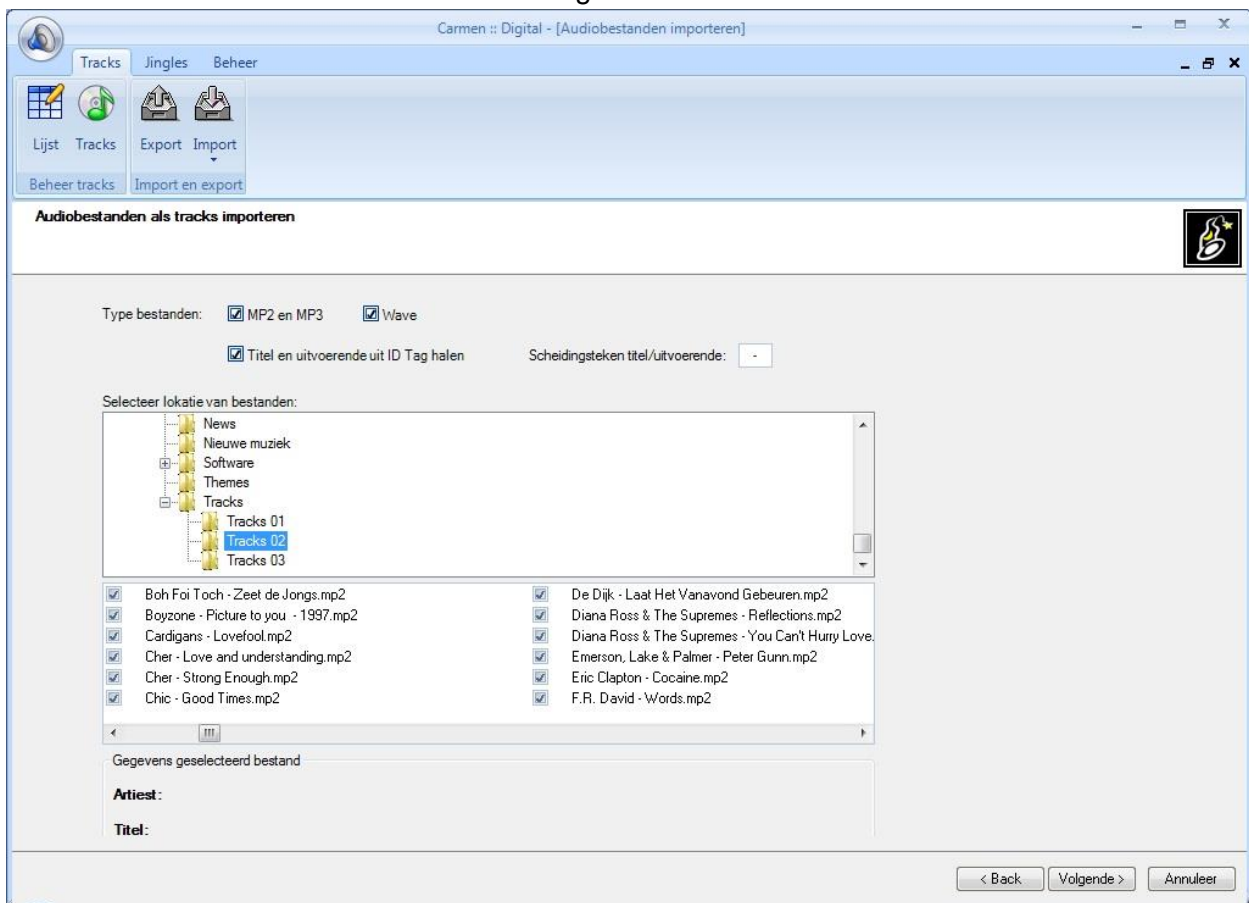 Carmen :: Digital - [Audiobestanden importeren]
Tracks Jingles Beheer
Lijst Tracks Export Import
Beheer tracks Import en export
Audiobestanden als tracks importeren
Type bestanden: MP2 en MP3 Wave
Titel en uitvoerende uit ID Tag halen Scheidingsteken titel/uitvoerende: -
Selecteer lokatie van bestanden:
News
Nieuwe muziek
Software
Themes
Tracks
Tracks 01
Tracks 02
Tracks 03
Boh Foi Toch - Zeet de Jongs.mp2 De Dijk - Laat Het Vanavond Gebeuren.mp2
Boyzone - Picture to you - 1997.mp2 Diana Ross & The Supremes - Reflections.mp2
Cardigans - Lovefool.mp2 Diana Ross & The Supremes - You Can't Hurry Love.
Cher - Love and understanding.mp2 Emerson, Lake & Palmer - Peter Gunn.mp2
Cher - Strong Enough.mp2 Eric Clapton - Cocaine.mp2
Chic - Good Times.mp2 F.R. David - Words.mp2
Gegevens geselecteerd bestand
Artiest:
Titel:
< Back Volgende > Annuleer